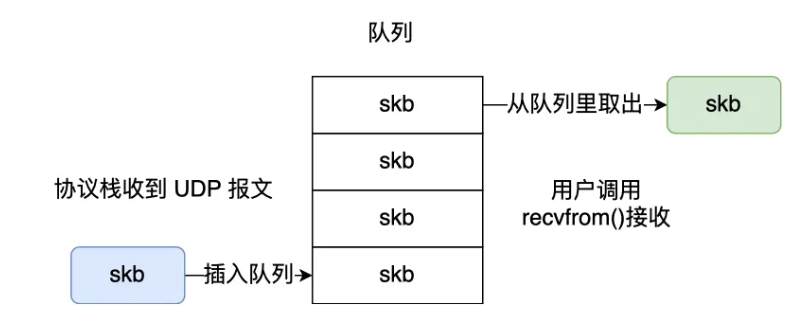 队列
skb
从队列里取出
skb
skb
协议栈收到 UDP 报文
skb
用户调用
recvfrom()接收
skb
插入队列
skb